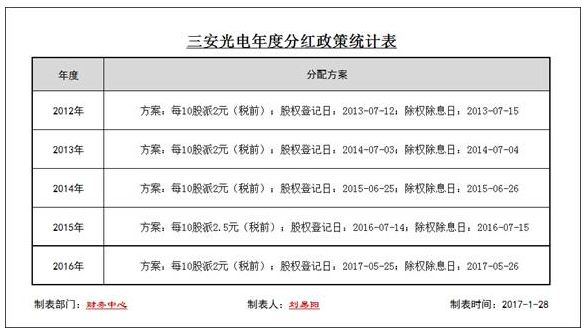 三安光电年度分红政策统计表
年度 分配方案
2012年 方案：每10股派2元（税前）；股权登记日：2013-07-12；除权除息日：2013-07-15
2013年 方案：每10股派2元（税前）；股权登记日：2014-07-03；除权除息日：2014-07-04
2014年 方案：每10股派2元（税前）；股权登记日：2015-06-25；除权除息日：2015-06-26
2015年 方案：每10股派2.5元（税前）；股权登记日：2016-07-14；除权除息日：2016-07-15
2016年 方案：每10股派2元（税前）；股权登记日：2017-05-25；除权除息日：2017-05-26
制表部门：财务中心 制表人：刘昌阳 制表时间：2017-1-28